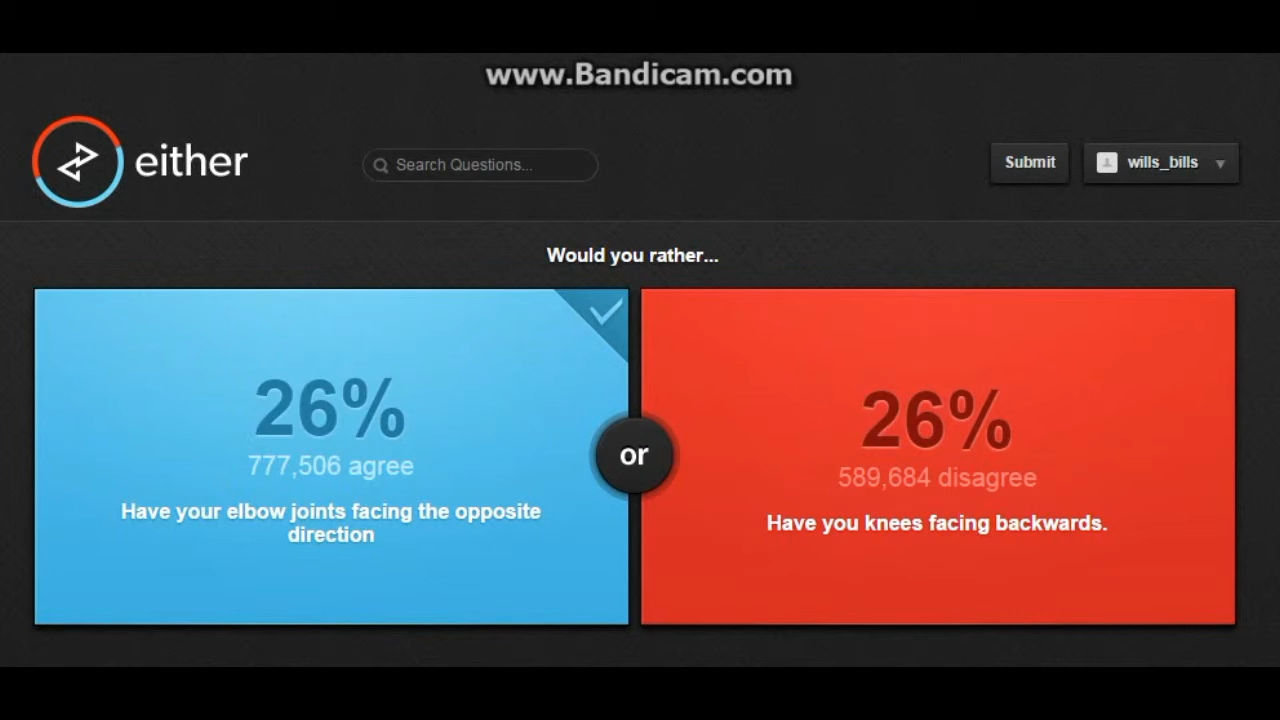 www.Bandicam.com
either
Search Questions...
Submit
wills_bills
Would you rather...
26%
777,506 agree
Have your elbow joints facing the opposite
direction
or
26%
589,684 disagree
Have you knees facing backwards.